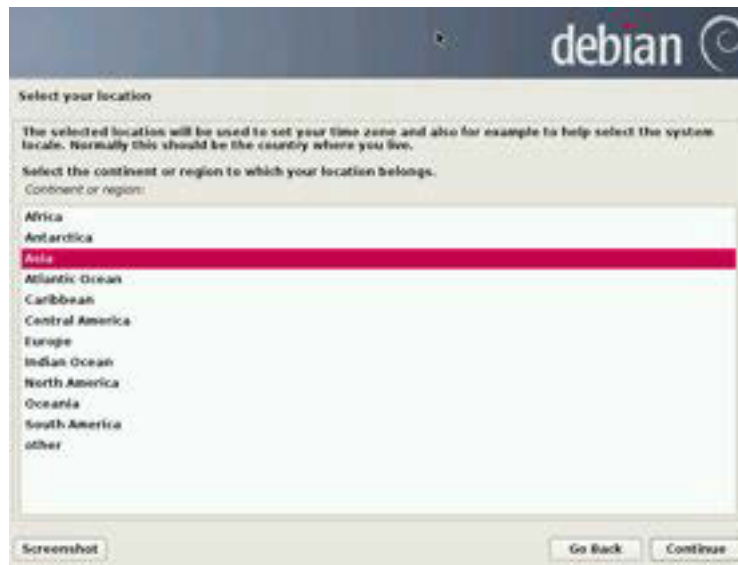 debian
Select your location
The selected location will be used to set your time zone and also for example to help select the system
locale. Normally this should be the country where you live.
Select the continent or region to which your location belongs.
Continent or region:
Africa
Antarctica
Asia
Atlantic Ocean
Caribbean
Central America
Europe
Indian Ocean
North America
Oceania
South America
other
Screenshot
Go Back
Continue